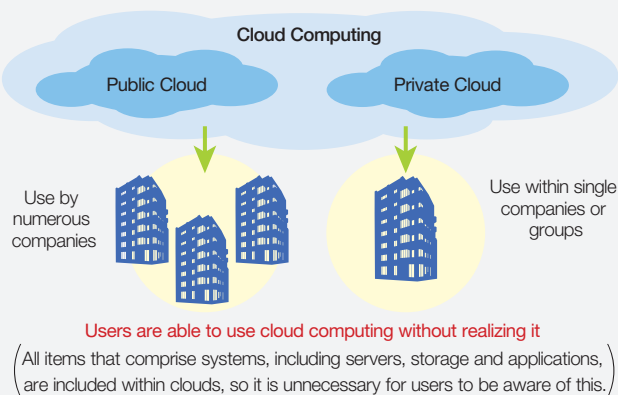 Cloud Computing
Public Cloud
Private Cloud
Use by
numerous
companies
Use within single
companies or
groups
Users are able to use cloud computing without realizing it
(All items that comprise systems, including servers, storage and applications,
are included within clouds, so it is unnecessary for users to be aware of this.)